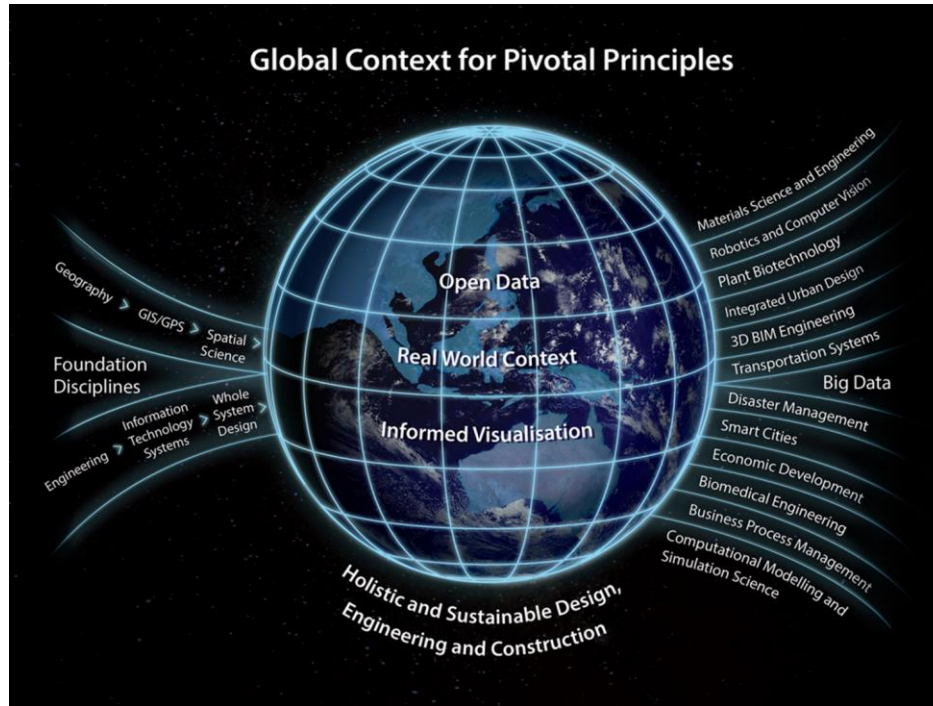 Global Context for Pivotal Principles
Geography > GIS/GPS > Spatial
Science
Foundation
Disciplines
Engineering > Information
Technology > Whole
Systems
System
Design
Open Data
Real World Context
Informed Visualisation
Materials Science and Engineering
Robotics and Computer Vision
Plant Biotechnology
Integrated Urban Design
3D BIM Engineering
Transportation Systems
Big Data
Disaster Management
Smart Cities
Economic Development
Biomedical Engineering
Business Process Management
Computational Modelling and
Simulation Science
Holistic and Sustainable Design,
Engineering and Construction